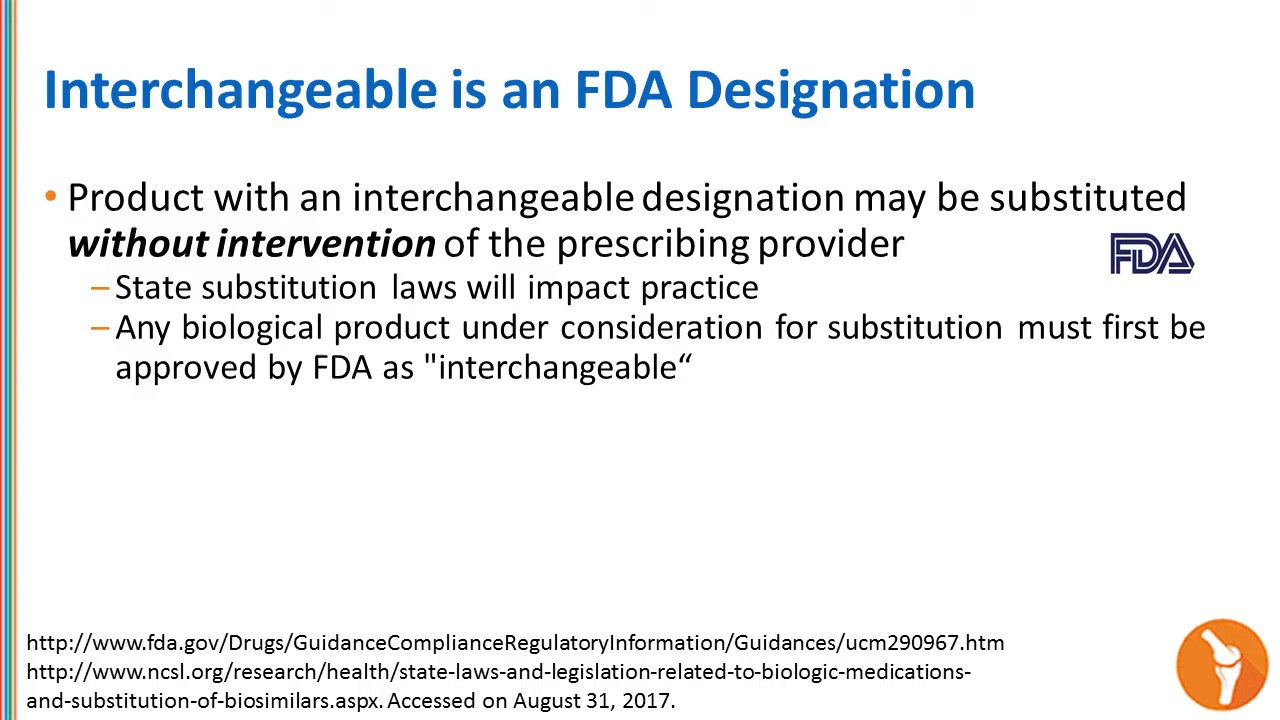 Interchangeable is an FDA Designation
• Product with an interchangeable designation may be substituted
without intervention of the prescribing provider
FDA
–State substitution laws will impact practice
–Any biological product under consideration for substitution must first be
approved by FDA as "interchangeable“
http://www.fda.gov/Drugs/GuidanceComplianceRegulatoryInformation/Guidances/ucm290967.htm
http://www.ncsl.org/research/health/state-laws-and-legislation-related-to-biologic-medications-
and-substitution-of-biosimilars.aspx. Accessed on August 31, 2017.